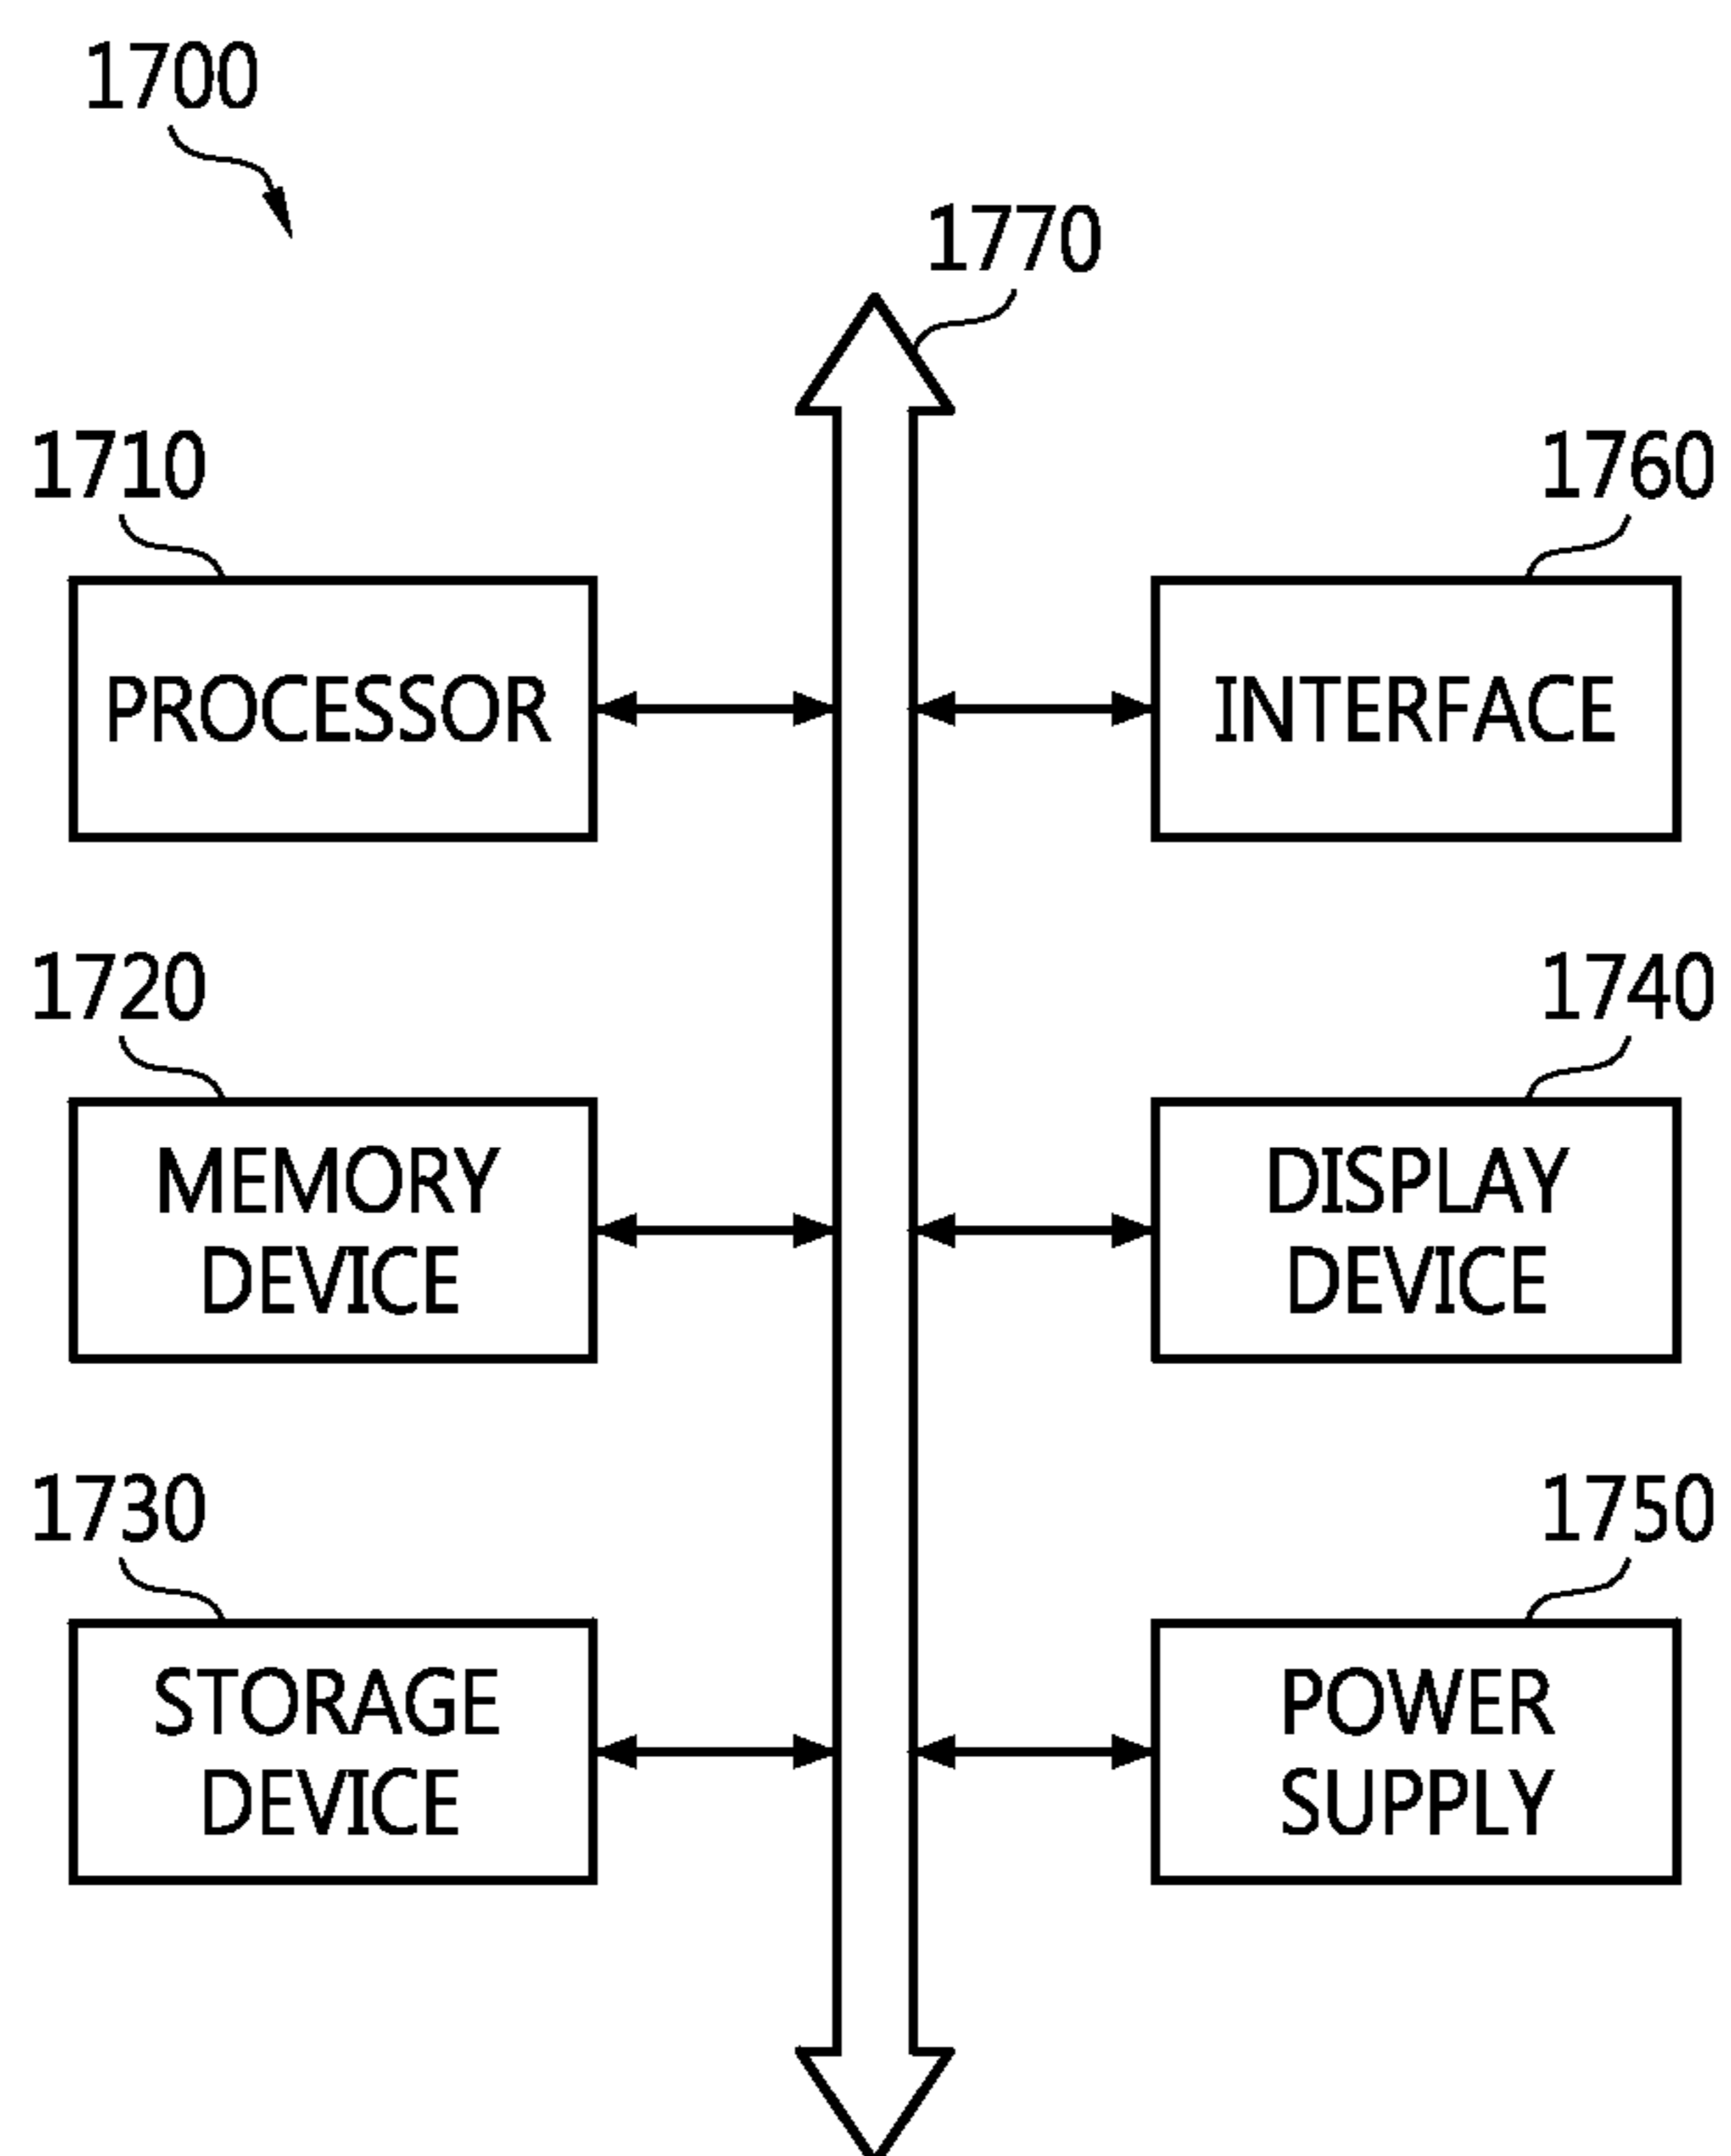 1700
1770
1710
1760
PROCESSOR
INTERFACE
1720
1740
MEMORY
DEVICE
DISPLAY
DEVICE
1730
1750
STORAGE
DEVICE
POWER
SUPPLY